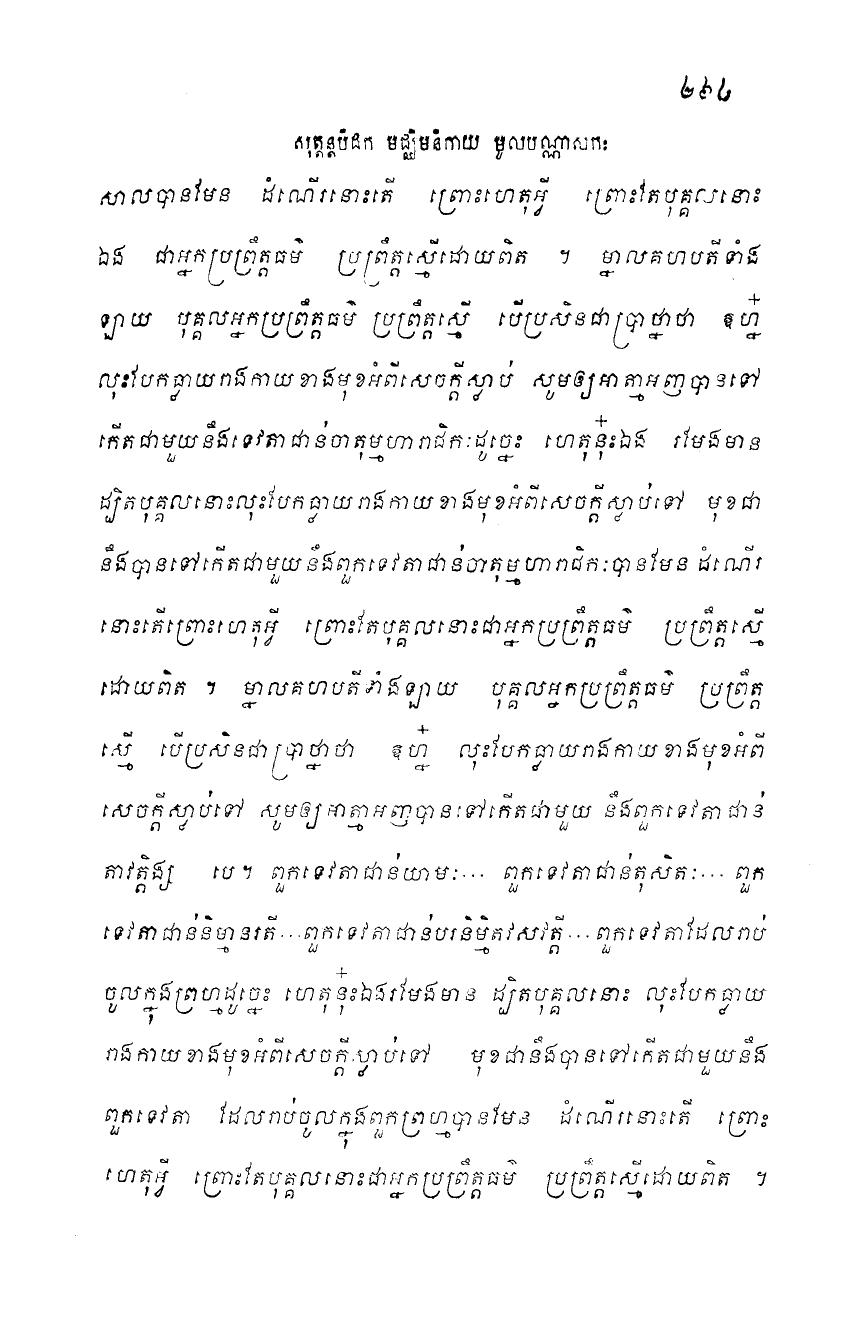 ២៩៨
សុត្តន្តបិដក មជ្ឈិមនិកាយ មូលបណ្ណាសកៈ
សាលបានមែន ដំណើរនោះតើ ព្រោះហេតុអ្វី ព្រោះតែបុគ្គលនោះ
ឯង ជាអ្នកប្រព្រឹត្តធម៌ ប្រព្រឹត្តស្មើដោយពិត ។ ម្នាលគហបតីទាំង
ឡាយ បុគ្គលអ្នកប្រព្រឹត្តធម៌ ប្រព្រឹត្តស្មើ បើប្រសិនជាប្រាថ្នាថា ឱហ្ន៎
លុះបែកធ្លាយរាងកាយខាងមុខអំពីសេចក្តីស្លាប់ សូមឲ្យអាត្មាអញបានទៅ
កើតជាមួយនឹងទេវតាជាន់ចាតុម្មហារាជិកៈដូច្នេះ ហេតុនុ៎ះឯង រមែងមាន
ដ្បិតបុគ្គលនោះលុះបែកធ្លាយរាងកាយខាងមុខអំពីសេចក្តីស្លាប់ទៅ មុខជា
នឹងបានទៅកើតជាមួយនឹងពួកទេវតាជាន់ចាតុម្មហារាជិកៈបានមែន ដំណើរ
នោះតើព្រោះហេតុអ្វី ព្រោះតែបុគ្គលនោះជាអ្នកប្រព្រឹត្តធម៌ ប្រព្រឹត្តស្មើ
ដោយពិត ។ ម្នាលគហបតីទាំងឡាយ បុគ្គលអ្នកប្រព្រឹត្តធម៌ ប្រព្រឹត្ត
ស្មើ បើប្រសិនជាប្រាថ្នាថា ឱហ្ន៎ លុះបែកធ្លាយរាងកាយខាងមុខអំពី
សេចក្តីស្លាប់ទៅ សូមឲ្យអាត្មាអញបានទៅកើតជាមួយ នឹងពួកទេវតាជាន់
តាវត្តិង្ស បេ។ ពួកទេវតាជាន់យាមៈ... ពួកទេវតាជាន់តុសិតៈ... ពួក
ទេវតាជាន់និម្មានរតី...ពួកទេវតាជាន់បរនិម្មិតវសវត្តី...ពួកទេវតាដែលរាប់
ចូលក្នុងព្រហ្មដូច្នេះ ហេតុនុ៎ះឯងរមែងមាន ដ្បិតបុគ្គលនោះ លុះបែកធ្លាយ
រាងកាយខាងមុខអំពីសេចក្តីស្លាប់ទៅ មុខជានឹងបានទៅកើតជាមួយនឹង
ពួកទេវតា ដែលរាប់ចូលក្នុងពួកព្រហ្មបានមែន ដំណើរនោះតើ ព្រោះ
ហេតុអ្វី ព្រោះតែបុគ្គលនោះជាអ្នកប្រព្រឹត្តធម៌ ប្រព្រឹត្តស្មើដោយពិត ។